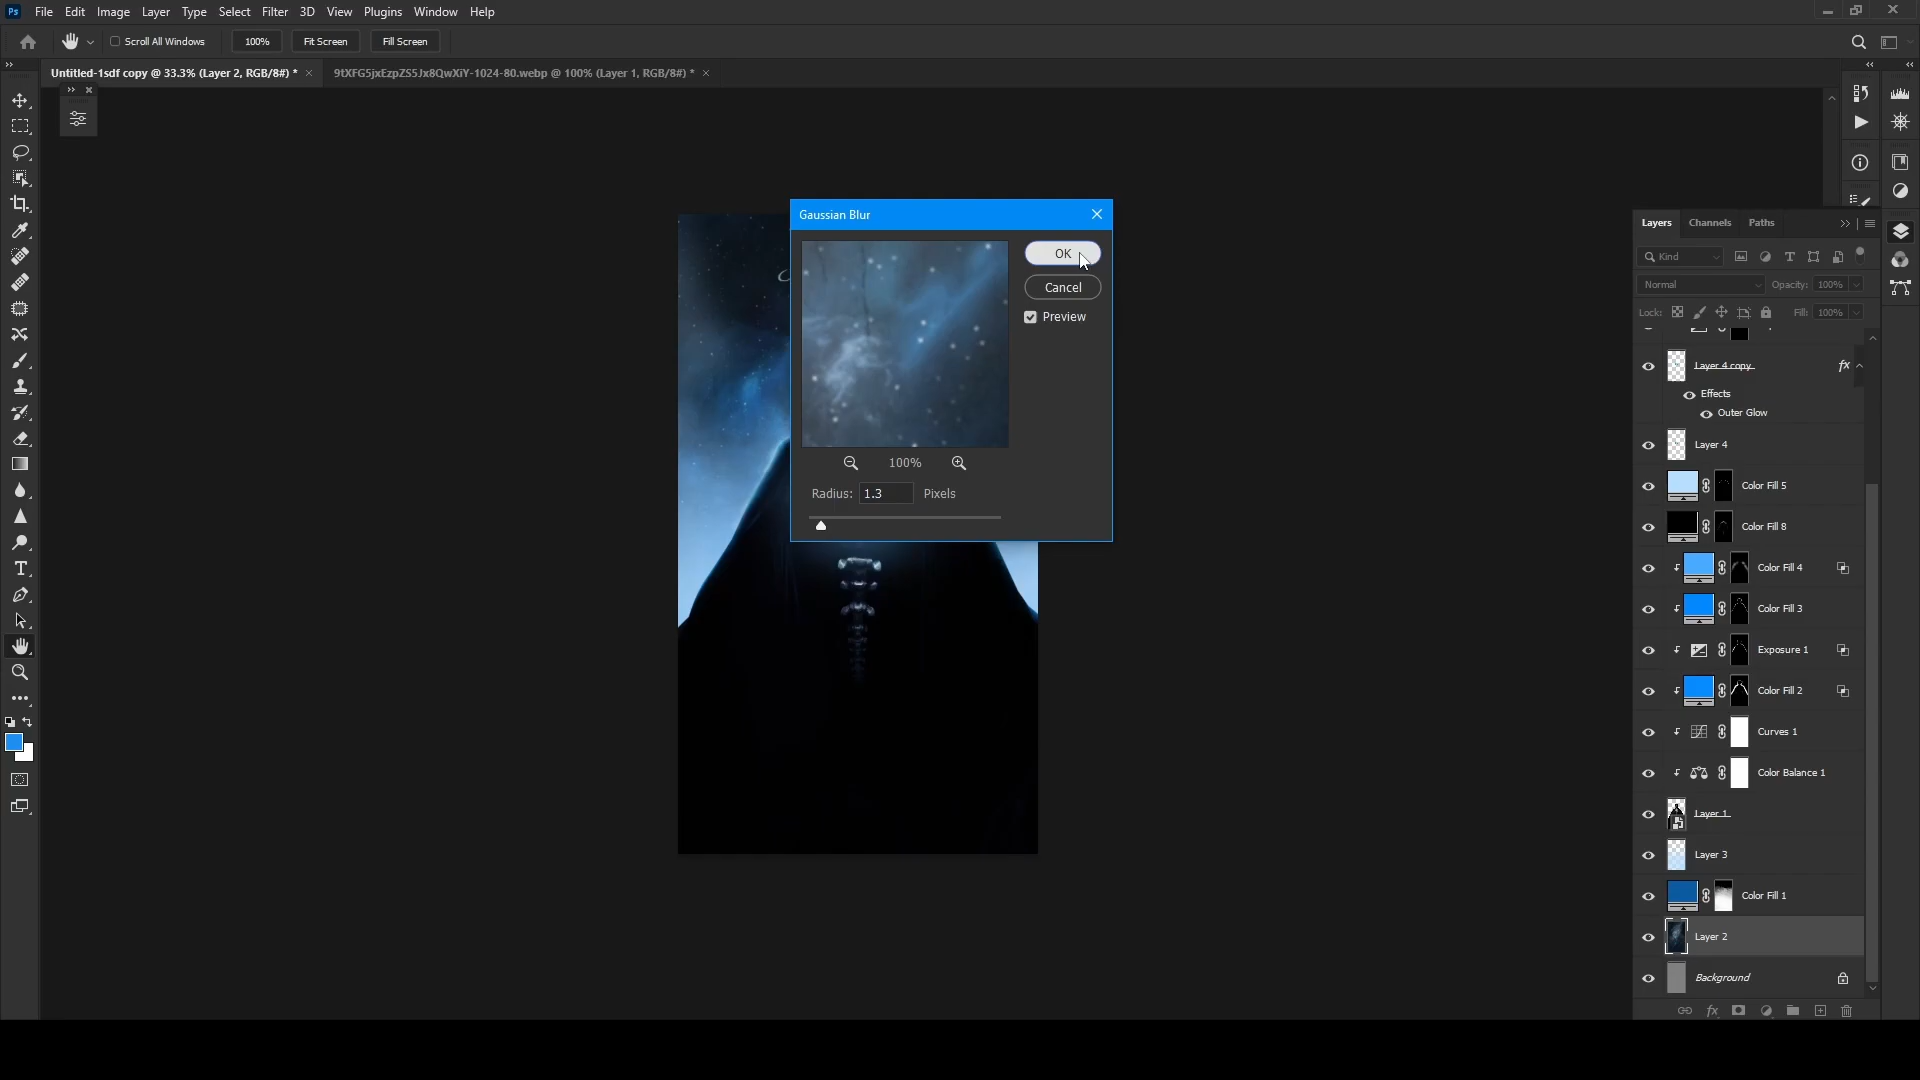 Ps File Edit Image Layer Type Select Filter 3D View Plugins Window Help
Scroll All Windows 100% Fit Screen Fill Screen
Untitled-1sdf copy @ 33.3% (Layer 2, RGB/8#) * 9tXFG5jxEzpZS5Jx8QwXiY-1024-80.webp @ 100% (Layer 1, RGB/8#) *
Gaussian Blur
OK
Cancel
Preview
100%
Radius: 1.3 Pixels
Layers Channels Paths
Kind
Normal Opacity: 100%
Lock: Fill: 100%
Layer 4 copy fx
Effects
Outer Glow
Layer 4
Color Fill 5
Color Fill 8
Color Fill 4
Color Fill 3
Exposure 1
Color Fill 2
Curves 1
Color Balance 1
Layer 1
Layer 3
Color Fill 1
Layer 2
Background
fx